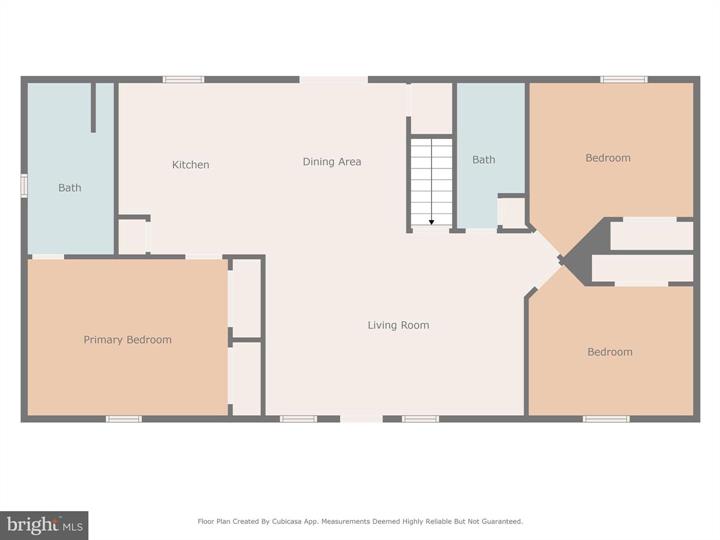 Bath
Kitchen
Dining Area
Bath
Bedroom
Primary Bedroom
Living Room
Bedroom
bright MLS
Floor Plan Created By Cubicasa App. Measurements Deemed Highly Reliable But Not Guaranteed.